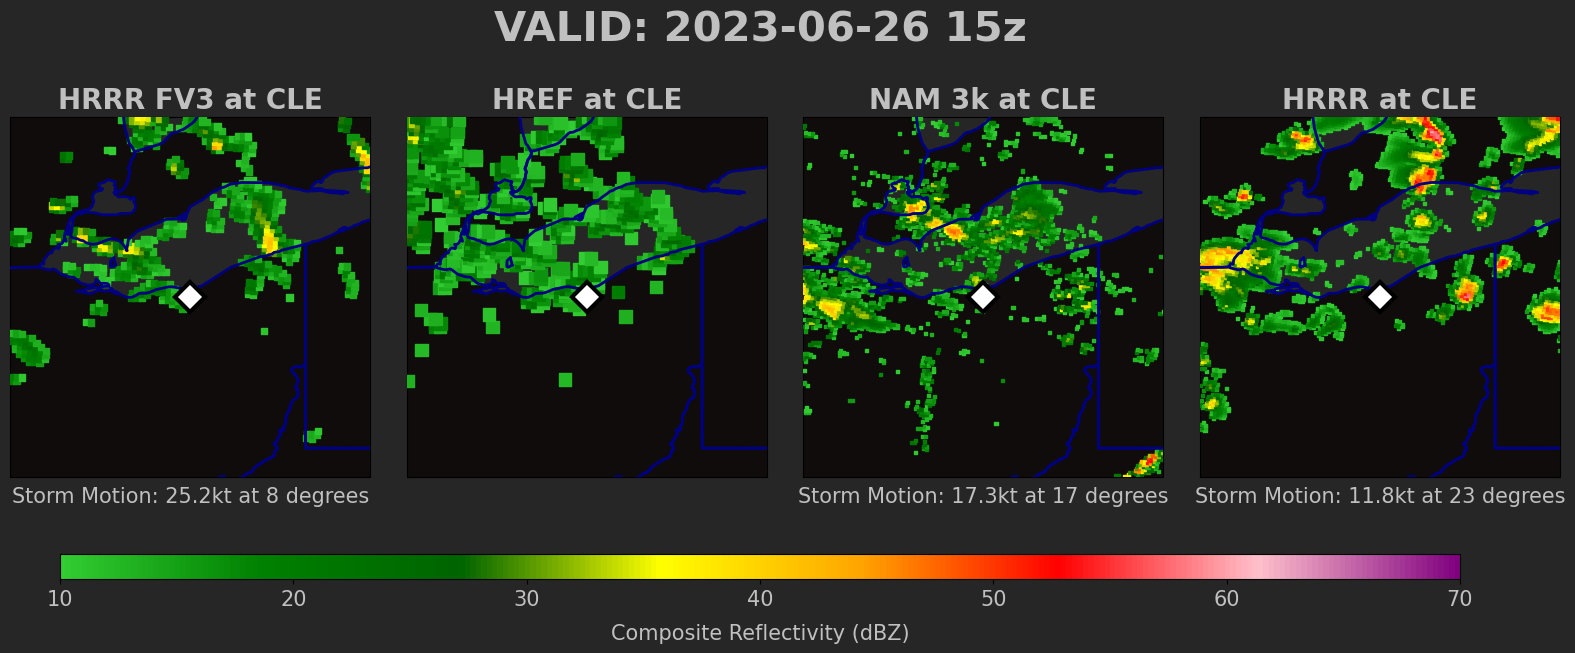 VALID: 2023-06-26 15z
HRRR FV3 at CLE
HREF at CLE
NAM 3k at CLE
HRRR at CLE
Storm Motion: 25.2kt at 8 degrees
Storm Motion: 17.3kt at 17 degrees
Storm Motion: 11.8kt at 23 degrees
10 20 30 40 50 60 70
Composite Reflectivity (dBZ)